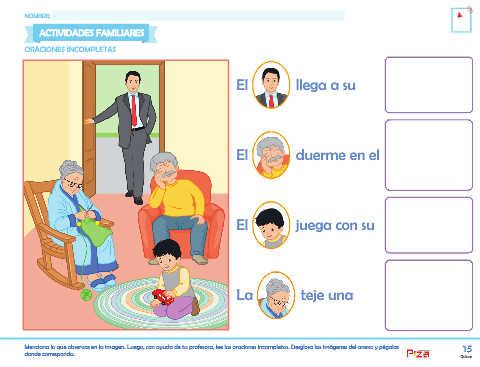 NOMBRE:
ACTIVIDADES FAMILIARES
ORACIONES INCOMPLETAS
El llega a su
El duerme en el
El juega con su
La teje una
Menciona lo que observas en la imagen. Luego, con ayuda de tu profesora, lee las oraciones incompletas. Desglosa las imágenes del anexo y pégalas
donde corresponda.
15